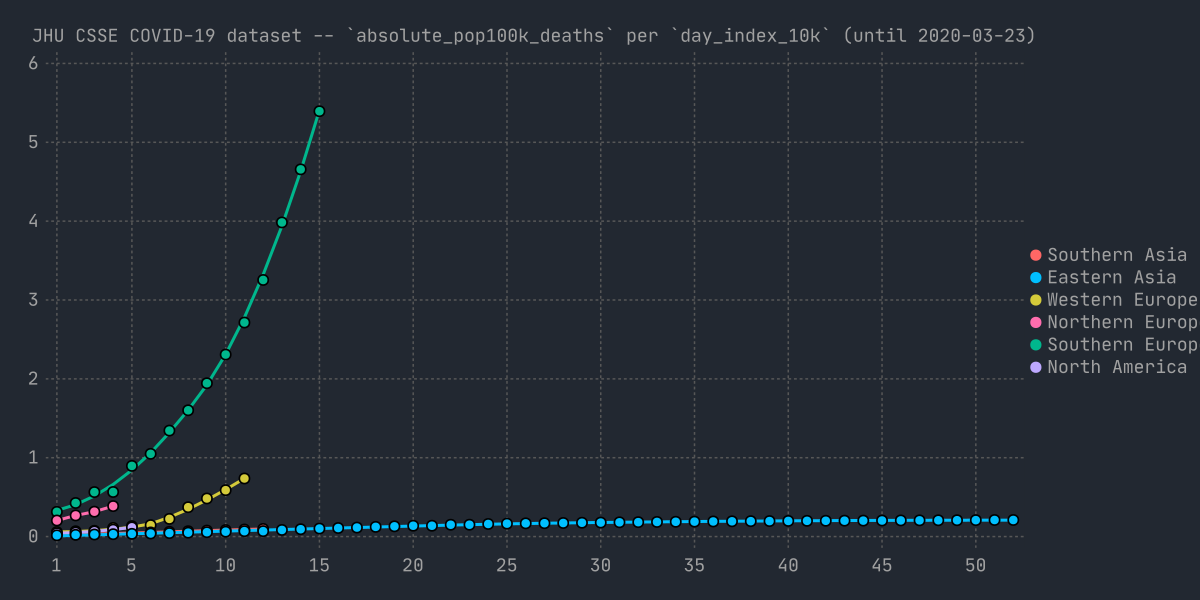 JHU CSSE COVID-19 dataset -- `absolute_pop100k_deaths` per `day_index_10k` (until 2020-03-23)
6
5
4
3
2
1
0
1 5 10 15 20 25 30 35 40 45 50
Southern Asia
Eastern Asia
Western Europe
Northern Europ
Southern Europ
North America